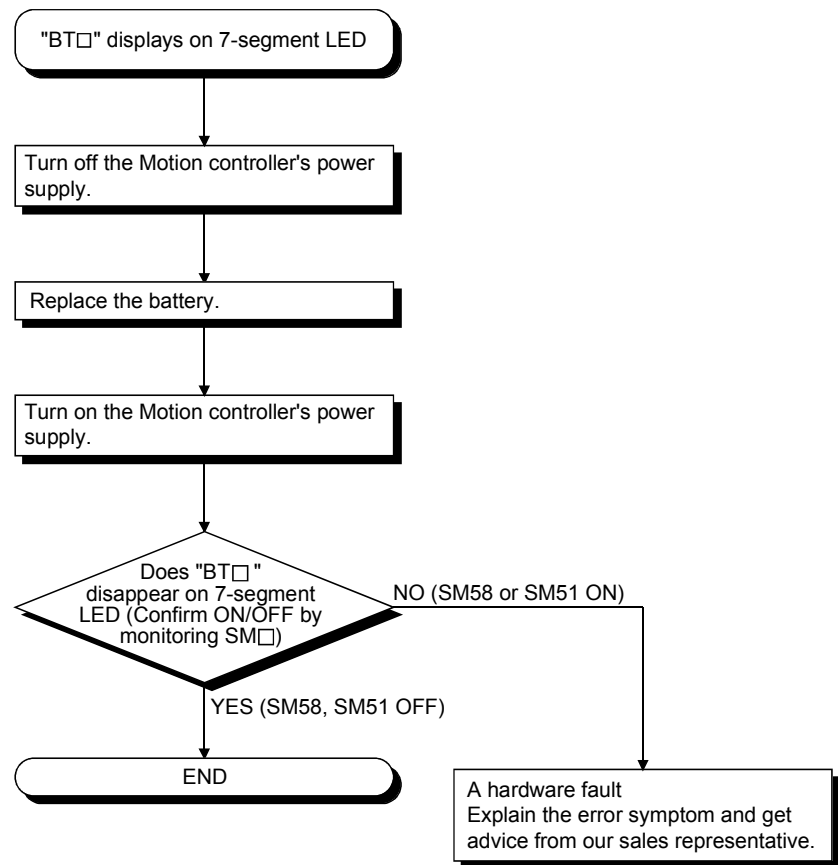 "BT□" displays on 7-segment LED
Turn off the Motion controller's power
supply.
Replace the battery.
Turn on the Motion controller's power
supply.
Does "BT□ "
disappear on 7-segment
LED (Confirm ON/OFF by
monitoring SM□)
NO (SM58 or SM51 ON)
YES (SM58, SM51 OFF)
END
A hardware fault
Explain the error symptom and get
advice from our sales representative.